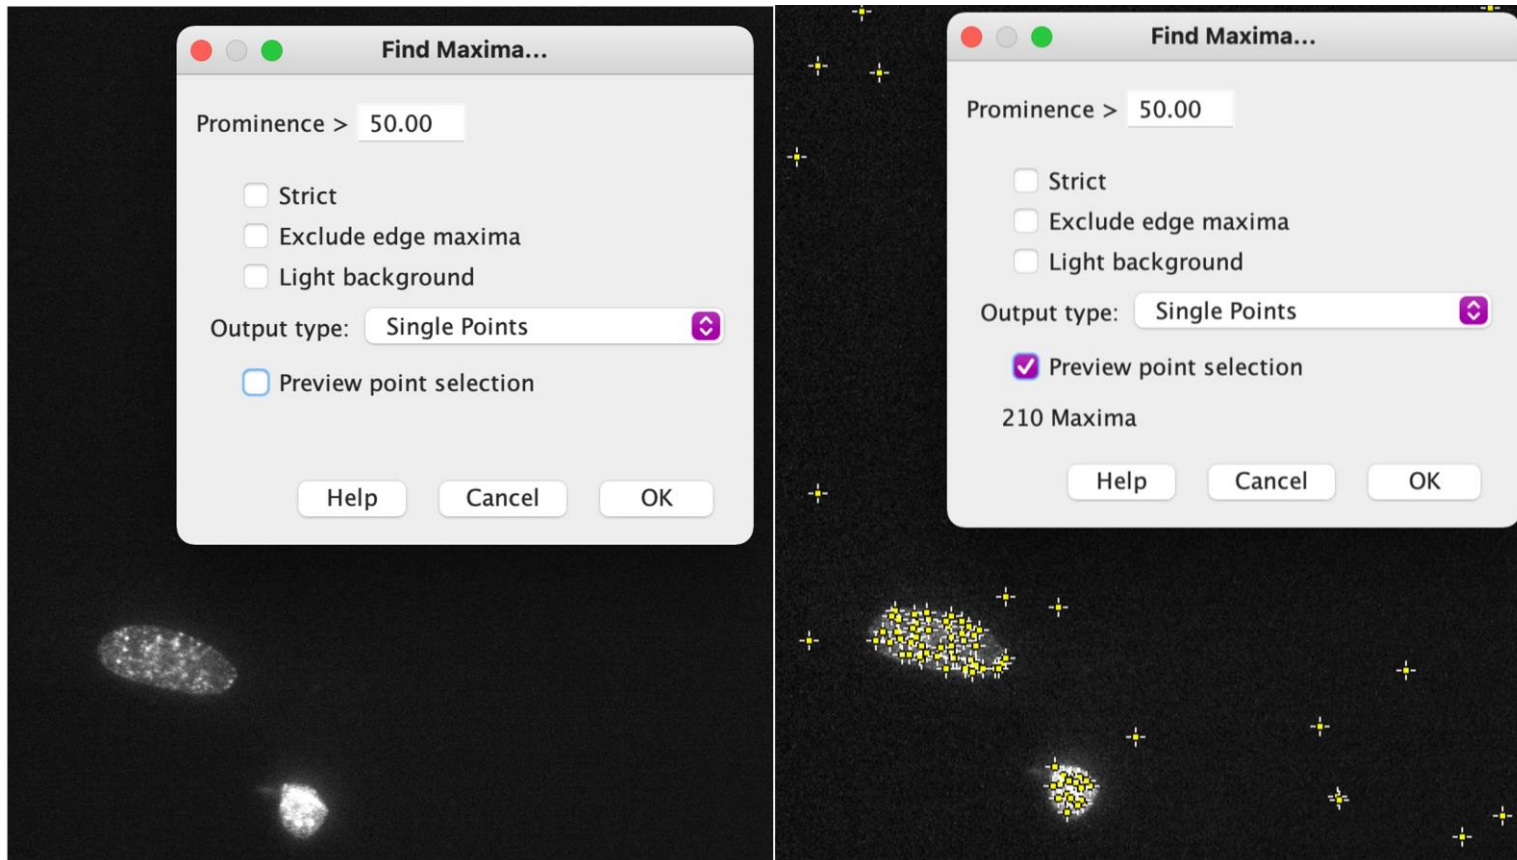 Find Maxima...
Prominence > 50.00
Strict
Exclude edge maxima
Light background
Output type: Single Points
Preview point selection
Help Cancel OK
Find Maxima...
Prominence > 50.00
Strict
Exclude edge maxima
Light background
Output type: Single Points
Preview point selection
210 Maxima
Help Cancel OK